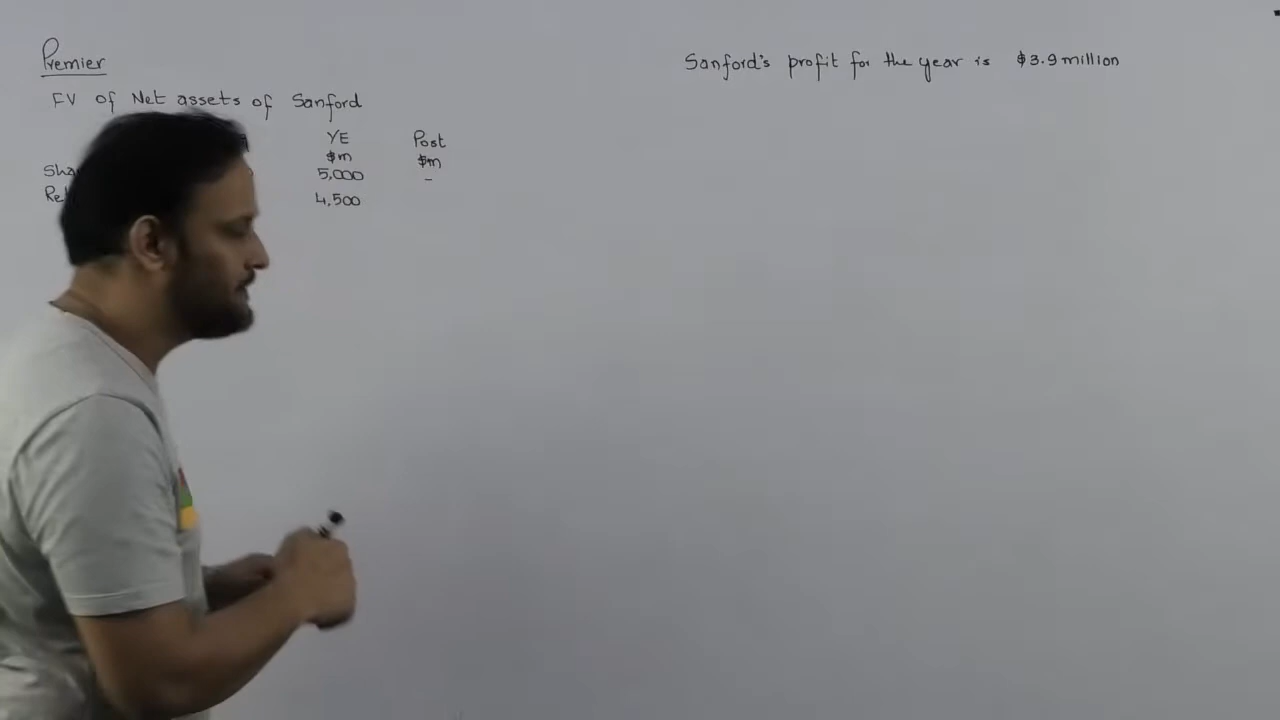 Premier
FV of Net assets of Sanford
YE Post
$m $m
5,000 -
4,500
Sanford's profit for the year is $3.9 million